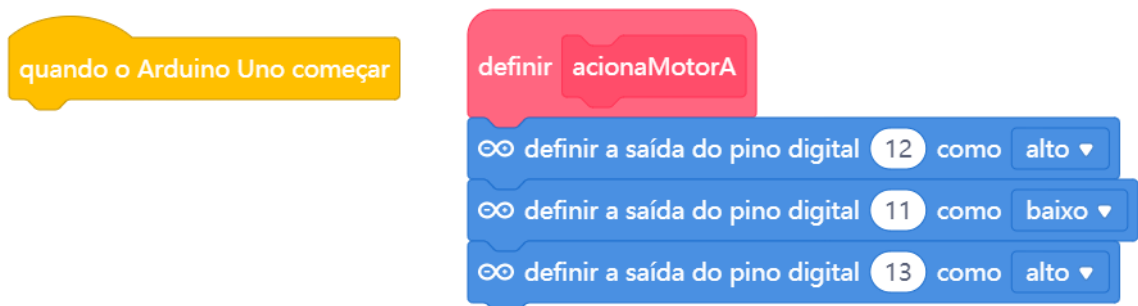 quando o Arduino Uno começar
definir acionaMotorA
definir a saída do pino digital 12 como alto
definir a saída do pino digital 11 como baixo
definir a saída do pino digital 13 como alto